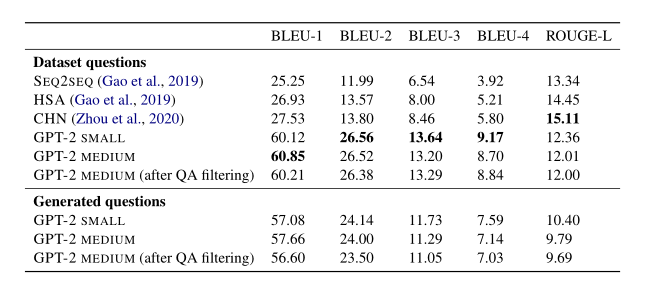 BLEU-1 BLEU-2 BLEU-3 BLEU-4 ROUGE-L
Dataset questions
SEQ2SEQ (Gao et al., 2019) 25.25 11.99 6.54 3.92 13.34
HSA (Gao et al., 2019) 26.93 13.57 8.00 5.21 14.45
CHN (Zhou et al., 2020) 27.53 13.80 8.46 5.80 15.11
GPT-2 SMALL 60.12 26.56 13.64 9.17 12.36
GPT-2 MEDIUM 60.85 26.52 13.20 8.70 12.01
GPT-2 MEDIUM (after QA filtering) 60.21 26.38 13.29 8.84 12.00
Generated questions
GPT-2 SMALL 57.08 24.14 11.73 7.59 10.40
GPT-2 MEDIUM 57.66 24.00 11.29 7.14 9.79
GPT-2 MEDIUM (after QA filtering) 56.60 23.50 11.05 7.03 9.69